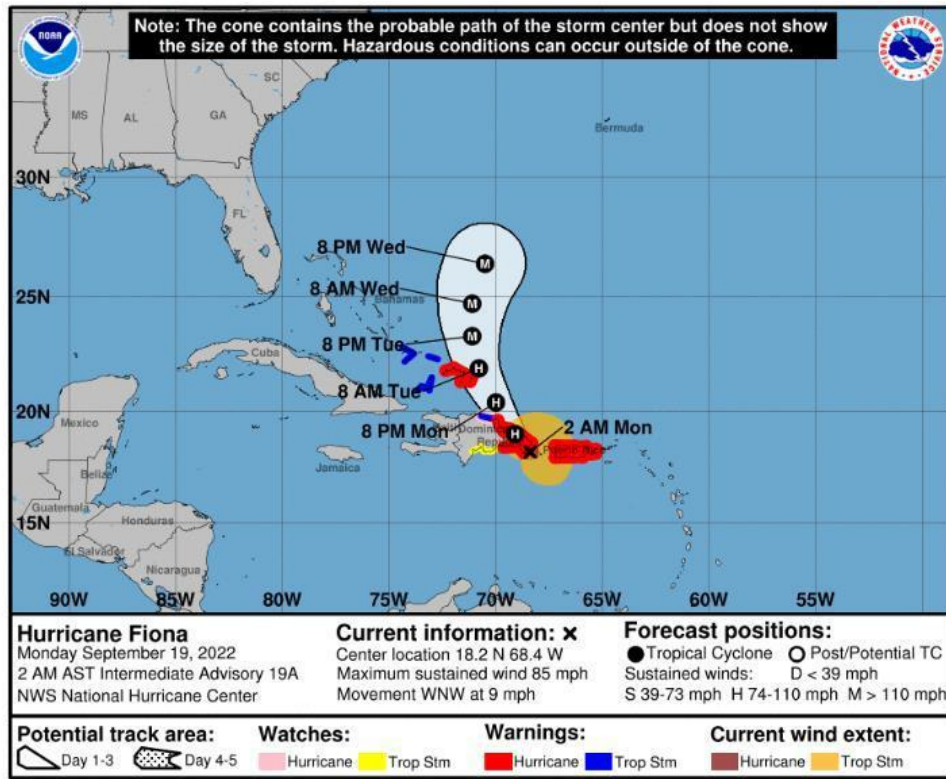 Note: The cone contains the probable path of the storm center but does not show
the size of the storm. Hazardous conditions can occur outside of the cone.
NOAA
NATIONAL WEATHER SERVICE
SC
MS
AL
GA
Bermuda
30N
FL
8 PM Wed
M
8 AM Wed
M
25N
Bahamas
8 PM Tue
M
Cuba
8 AM Tue
H
20N
H
Mexico
8 PM Mon
H
2 AM Mon
Puerto Rico
Jamaica
Belize
Guatemala
Honduras
15N
El Salvador
Nicaragua
90W
80W
75W
70W
65W
60W
55W
Hurricane Fiona
Monday September 19, 2022
2 AM AST Intermediate Advisory 19A
NWS National Hurricane Center
Current information: ×
Center location 18.2 N 68.4 W
Maximum sustained wind 85 mph
Movement WNW at 9 mph
Forecast positions:
● Tropical Cyclone ○ Post/Potential TC
Sustained winds: D < 39 mph
S 39-73 mph H 74-110 mph M > 110 mph
Potential track area:
Day 1-3 Day 4-5
Watches:
Hurricane Trop Stm
Warnings:
Hurricane Trop Stm
Current wind extent:
Hurricane Trop Stm